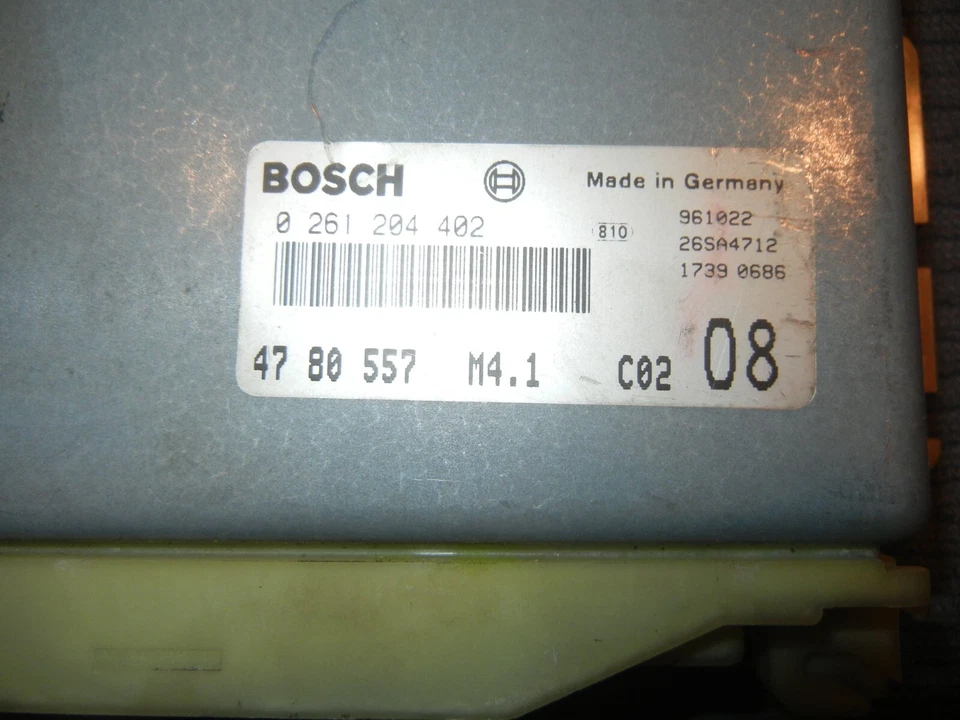 BOSCH Made in Germany
0 261 204 402 810 961022
26SA4712
1739 0686
47 80 557 M4.1 C02 08